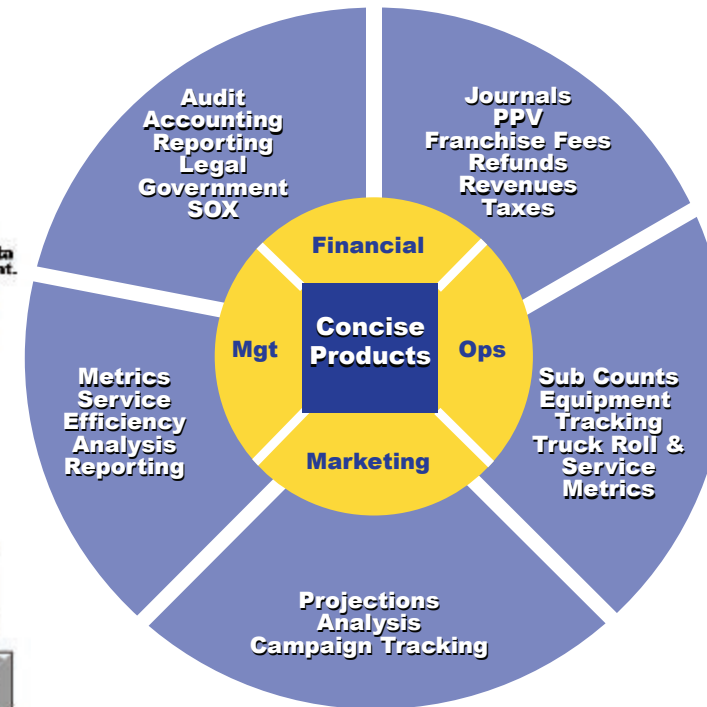 Audit
Accounting
Reporting
Legal
Government
SOX
Journals
PPV
Franchise Fees
Refunds
Revenues
Taxes
Financial
Mgt
Concise
Products
Ops
Metrics
Service
Efficiency
Analysis
Reporting
Sub Counts
Equipment
Tracking
Truck Roll &
Service
Metrics
Marketing
Projections
Analysis
Campaign Tracking